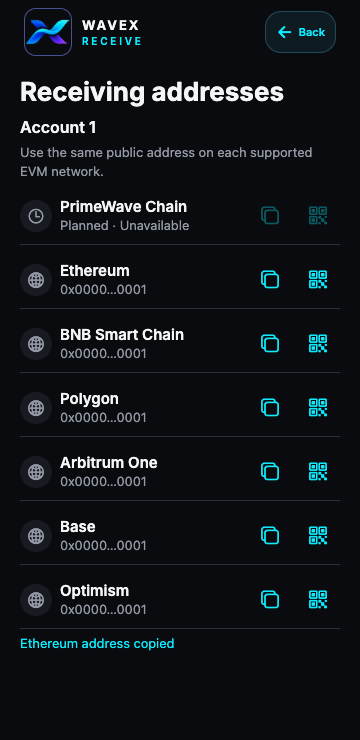 WAVEX
RECEIVE
Back
Receiving addresses
Account 1
Use the same public address on each supported
EVM network.
PrimeWave Chain
Planned · Unavailable
Ethereum
0x0000...0001
BNB Smart Chain
0x0000...0001
Polygon
0x0000...0001
Arbitrum One
0x0000...0001
Base
0x0000...0001
Optimism
0x0000...0001
Ethereum address copied